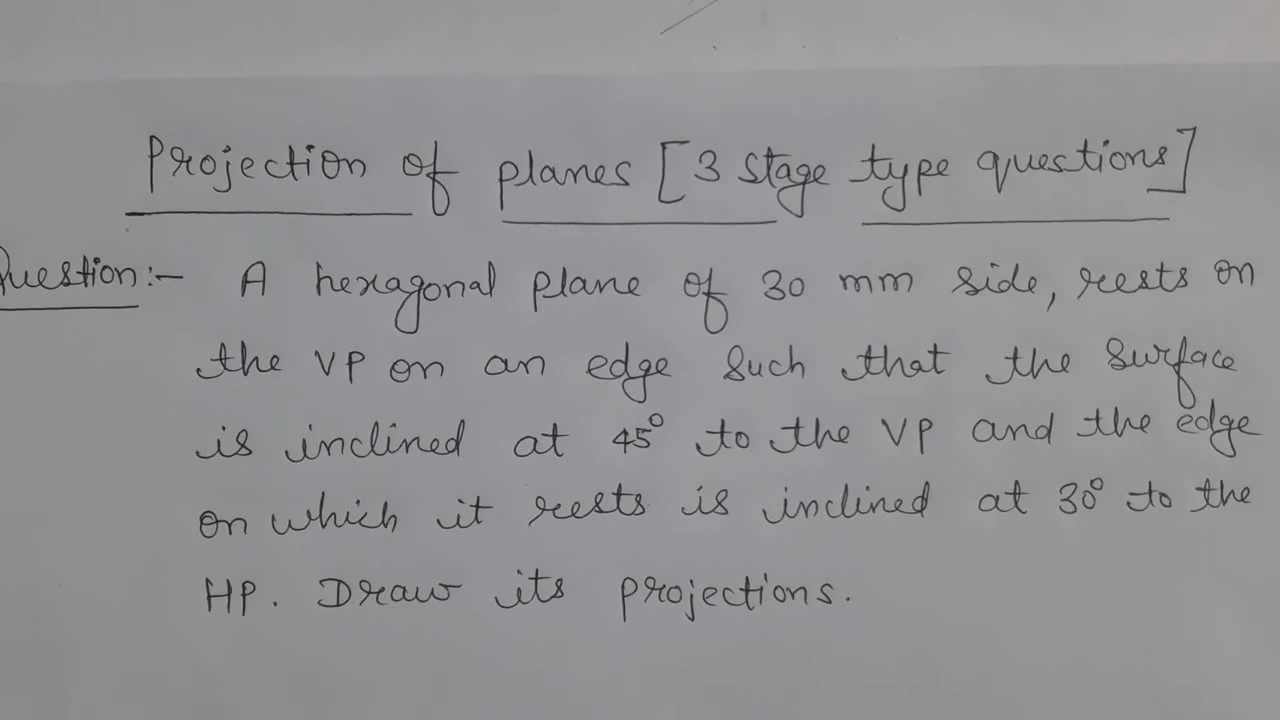 Projection of planes [3 stage type questions]
Question:- A hexagonal plane of 30 mm side, rests on
the VP on an edge such that the surface
is inclined at 45° to the VP and the edge
on which it rests is inclined at 30° to the
HP. Draw its projections.